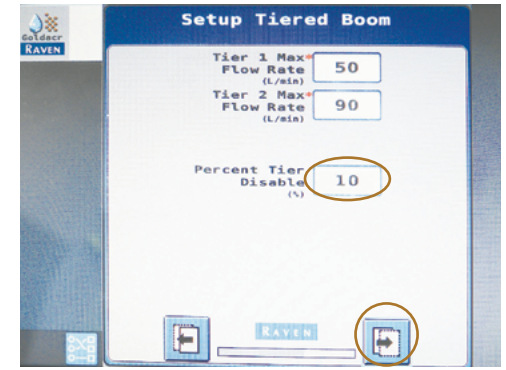 Setup Tiered Boom
Goldacr
RAVEN
Tier 1 Max*
Flow Rate
(L/min)
50
Tier 2 Max*
Flow Rate
(L/min)
90
Percent Tier
Disable
(%)
10
RAVEN